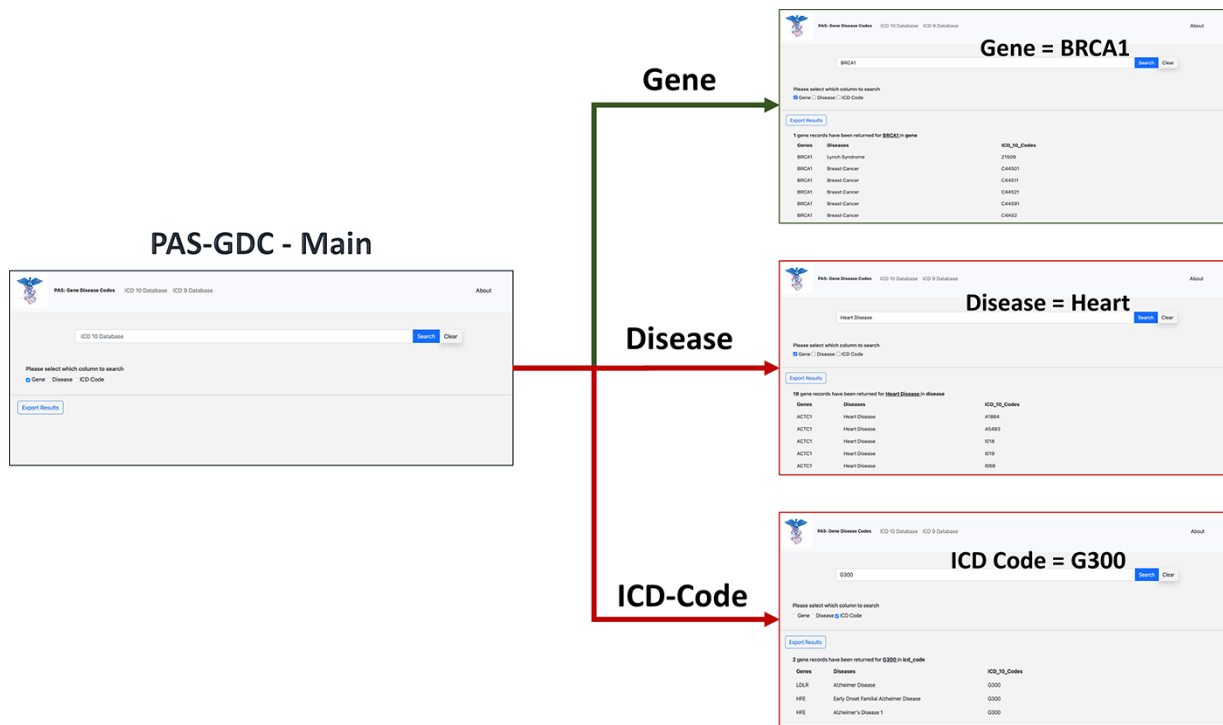 PAS-GDC - Main
PAS: Gene Disease Codes ICD 10 Database ICD 9 Database About
ICD 10 Database Search Clear
Please select which column to search
Gene Disease ICD Code
Export Results
Gene
Disease
ICD-Code
PAS: Gene Disease Codes ICD 10 Database ICD 9 Database About
Gene = BRCA1
BRCA1 Search Clear
Please select which column to search
Gene Disease ICD Code
Export Results
1 gene records have been returned for BRCA1 in gene
Genes Diseases ICD_10_Codes
BRCA1 Lynch Syndrome Z1509
BRCA1 Breast Cancer C44501
BRCA1 Breast Cancer C44511
BRCA1 Breast Cancer C44521
BRCA1 Breast Cancer C44591
BRCA1 Breast Cancer C4A52
PAS: Gene Disease Codes ICD 10 Database ICD 9 Database About
Disease = Heart
Heart Disease Search Clear
Please select which column to search
Gene Disease ICD Code
Export Results
18 gene records have been returned for Heart Disease in disease
Genes Diseases ICD_10_Codes
ACTC1 Heart Disease A1884
ACTC1 Heart Disease A5483
ACTC1 Heart Disease I018
ACTC1 Heart Disease I019
ACTC1 Heart Disease I068
PAS: Gene Disease Codes ICD 10 Database ICD 9 Database About
ICD Code = G300
G300 Search Clear
Please select which column to search
Gene Disease ICD Code
Export Results
2 gene records have been returned for G300 in icd_code
Genes Diseases ICD_10_Codes
LDLR Alzheimer Disease G300
HFE Early Onset Familial Alzheimer Disease G300
HFE Alzheimer's Disease 1 G300